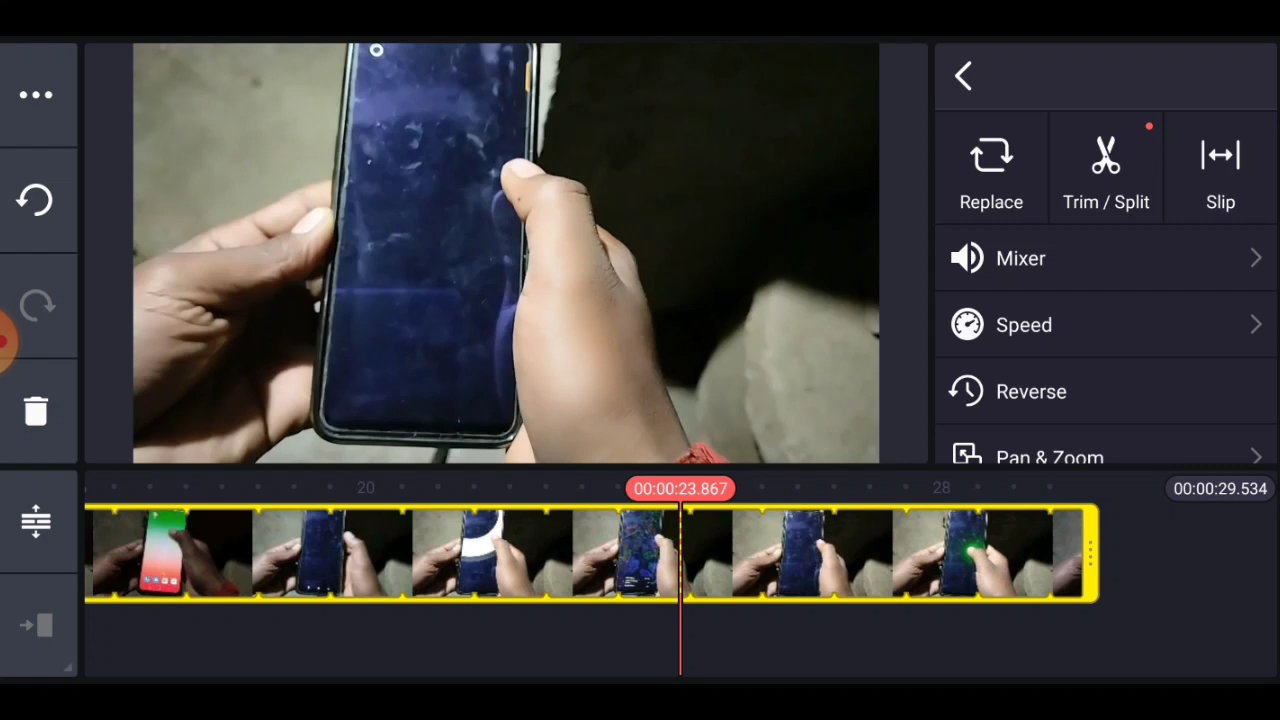 Replace
Trim / Split
Slip
Mixer
Speed
Reverse
Pan & Zoom
20
00:00:23.867
28
00:00:29.534